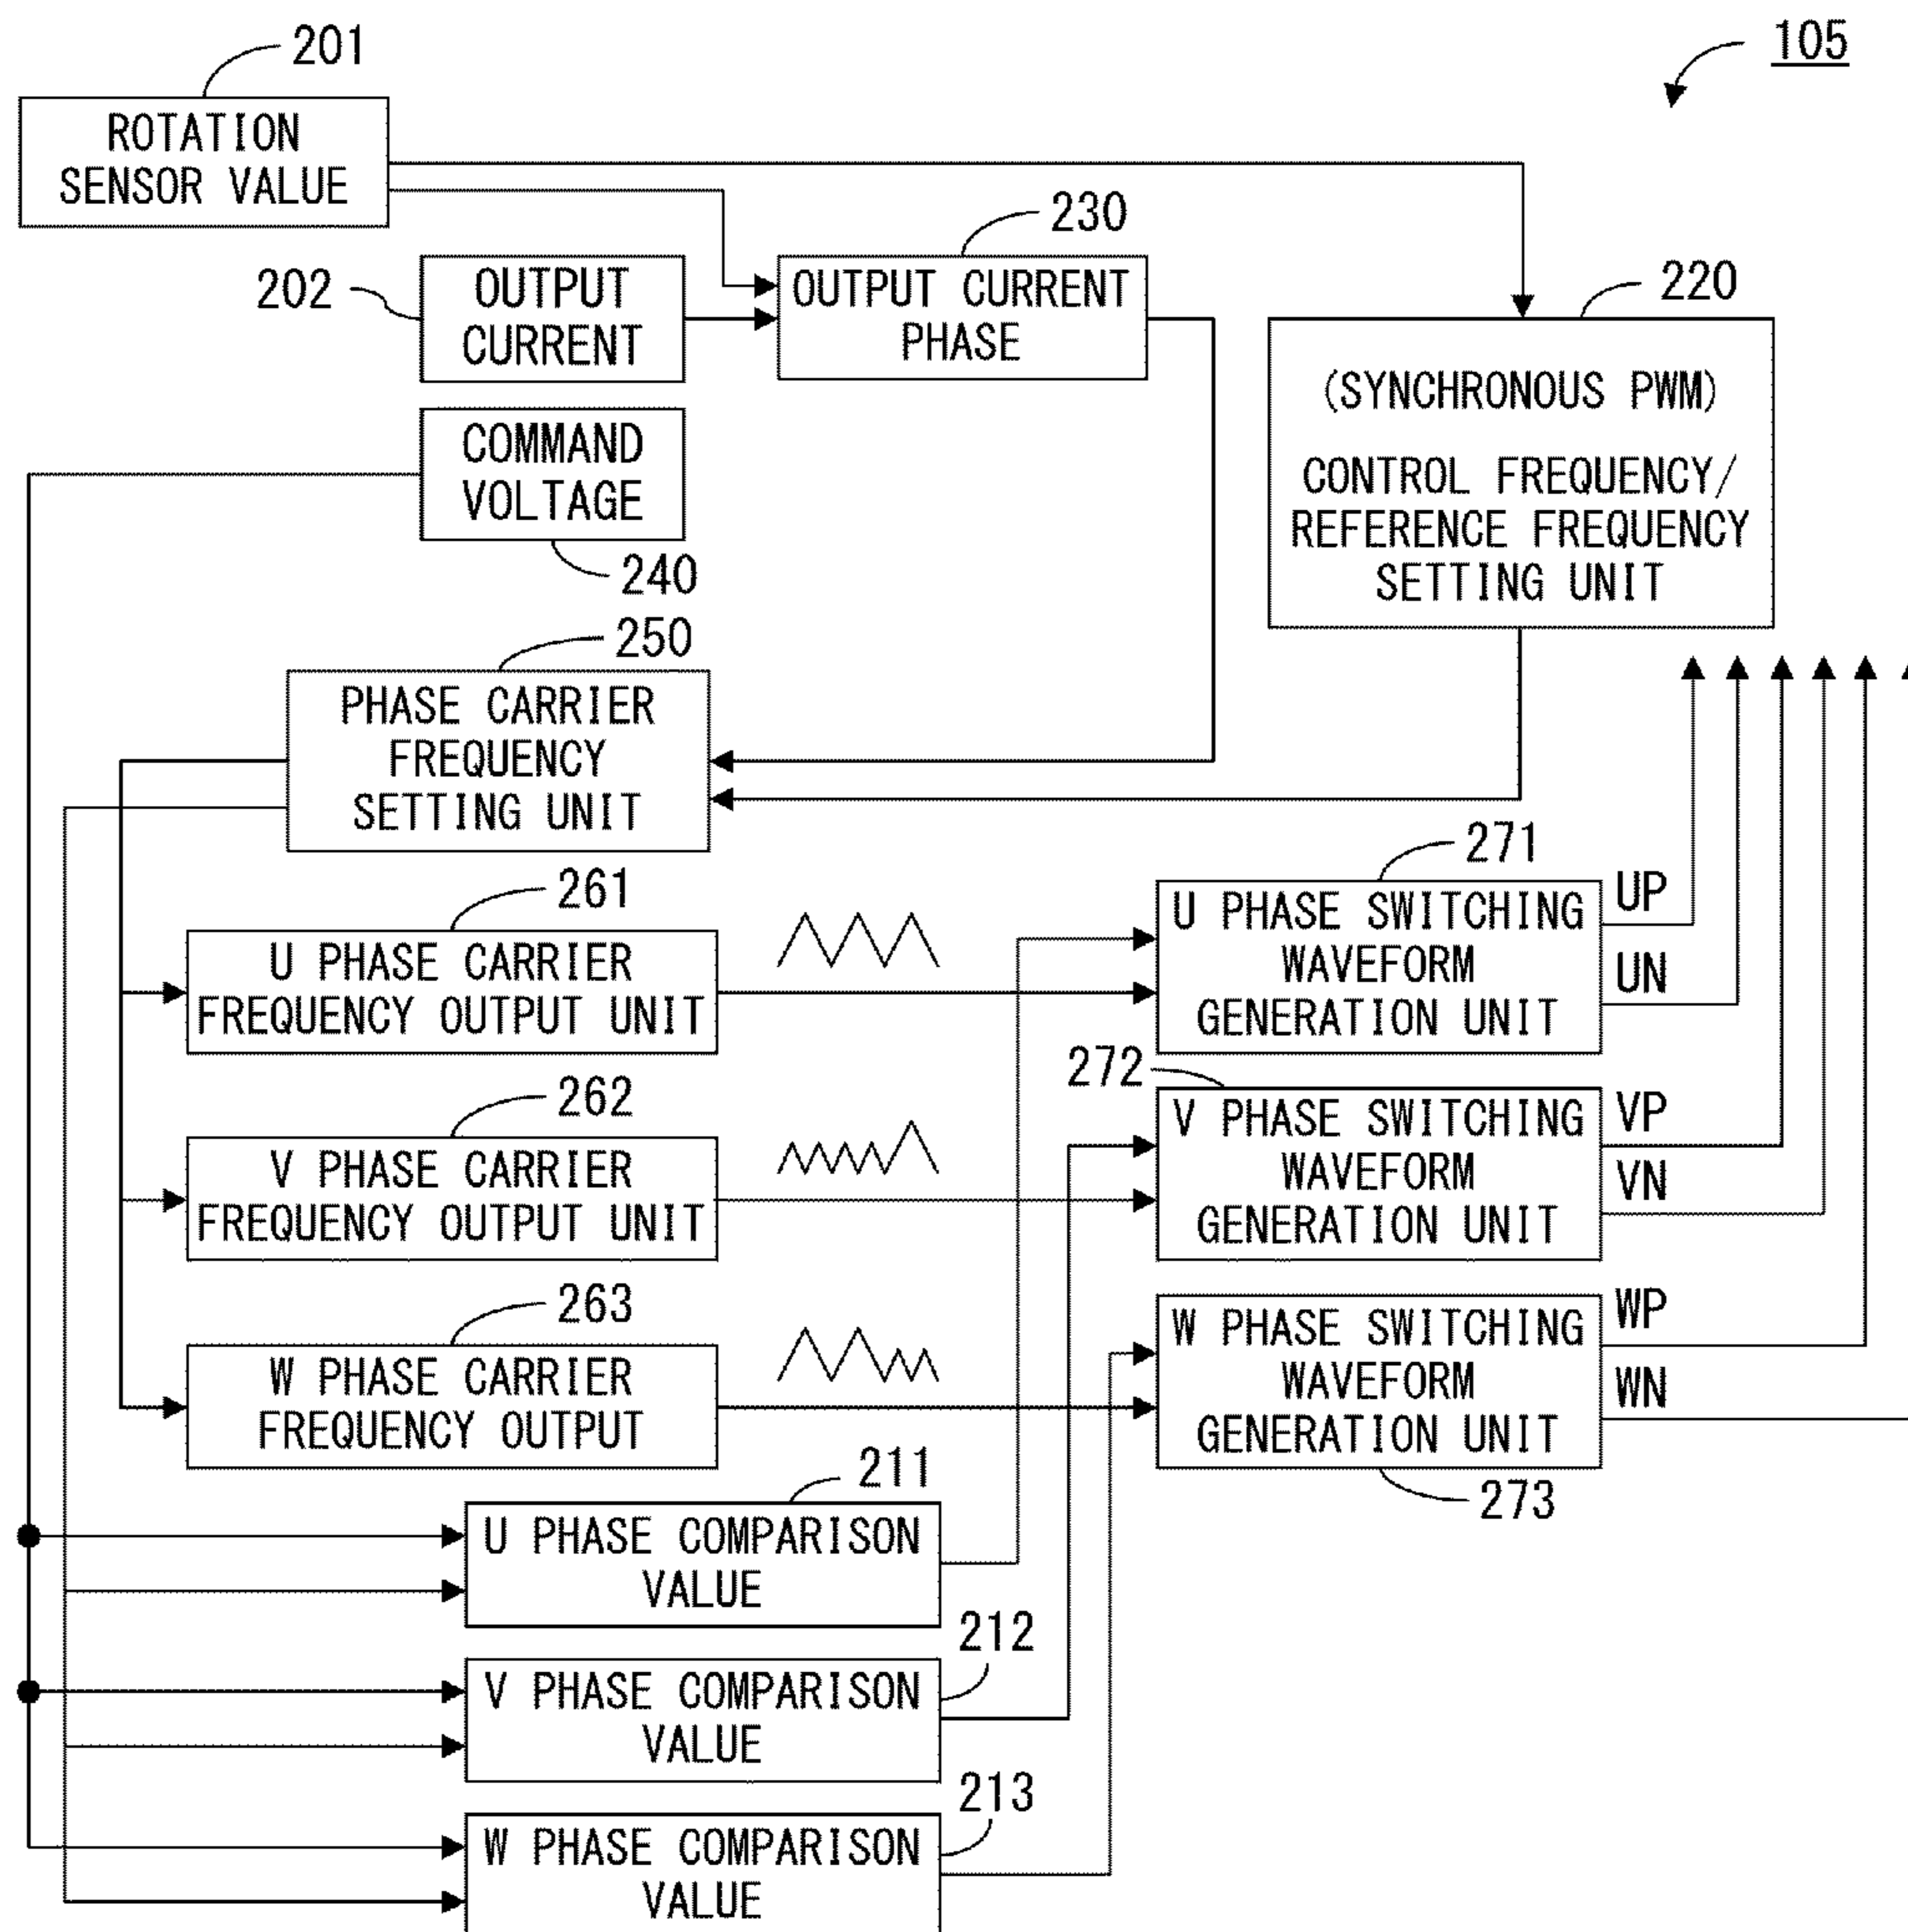 201
105
ROTATION
SENSOR VALUE
230
202
OUTPUT
CURRENT
OUTPUT CURRENT
PHASE
220
(SYNCHRONOUS PWM)
CONTROL FREQUENCY/
REFERENCE FREQUENCY
SETTING UNIT
COMMAND
VOLTAGE
240
250
PHASE CARRIER
FREQUENCY
SETTING UNIT
261
U PHASE CARRIER
FREQUENCY OUTPUT UNIT
271
U PHASE SWITCHING
WAVEFORM
GENERATION UNIT
UP
UN
262
V PHASE CARRIER
FREQUENCY OUTPUT UNIT
272
V PHASE SWITCHING
WAVEFORM
GENERATION UNIT
VP
VN
263
W PHASE CARRIER
FREQUENCY OUTPUT
W PHASE SWITCHING
WAVEFORM
GENERATION UNIT
WP
WN
273
211
U PHASE COMPARISON
VALUE
212
V PHASE COMPARISON
VALUE
213
W PHASE COMPARISON
VALUE